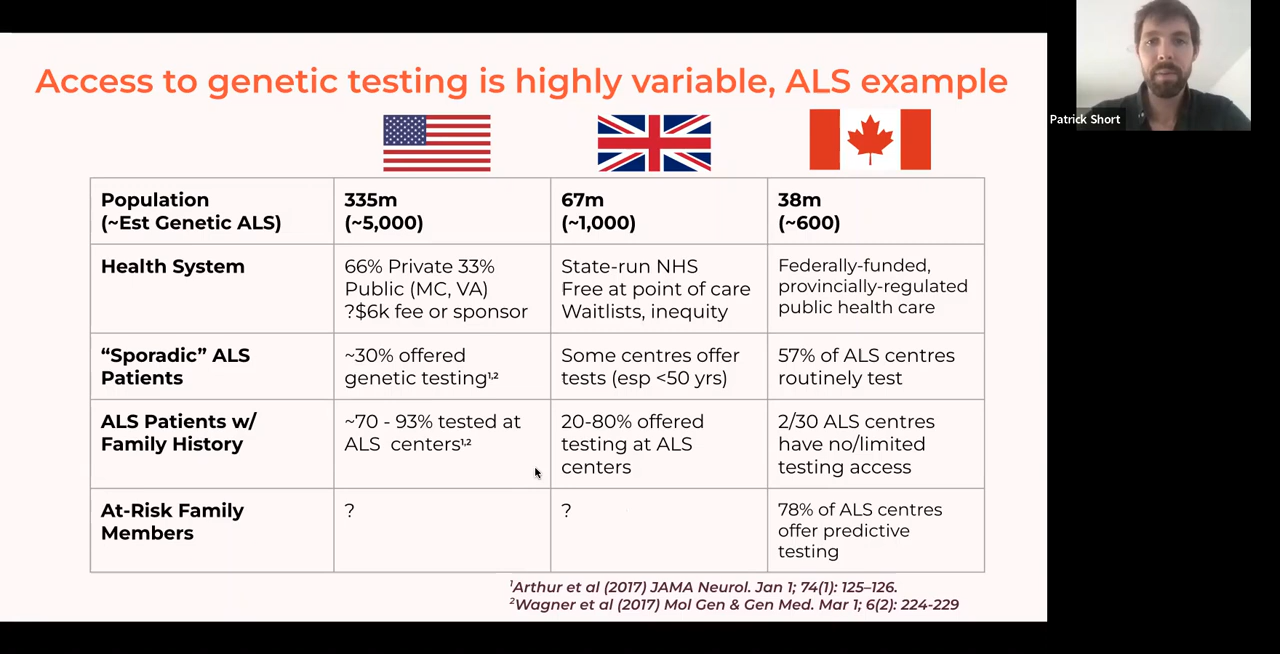 Access to genetic testing is highly variable, ALS example
Patrick Short
Population
(~Est Genetic ALS)
335m
(~5,000)
67m
(~1,000)
38m
(~600)
Health System
66% Private 33%
Public (MC, VA)
?$6k fee or sponsor
State-run NHS
Free at point of care
Waitlists, inequity
Federally-funded,
provincially-regulated
public health care
“Sporadic” ALS
Patients
~30% offered
genetic testing¹,²
Some centres offer
tests (esp <50 yrs)
57% of ALS centres
routinely test
ALS Patients w/
Family History
~70 - 93% tested at
ALS centers¹,²
20-80% offered
testing at ALS
centers
2/30 ALS centres
have no/limited
testing access
At-Risk Family
Members
?
?
78% of ALS centres
offer predictive
testing
¹Arthur et al (2017) JAMA Neurol. Jan 1; 74(1): 125–126.
²Wagner et al (2017) Mol Gen & Gen Med. Mar 1; 6(2): 224-229